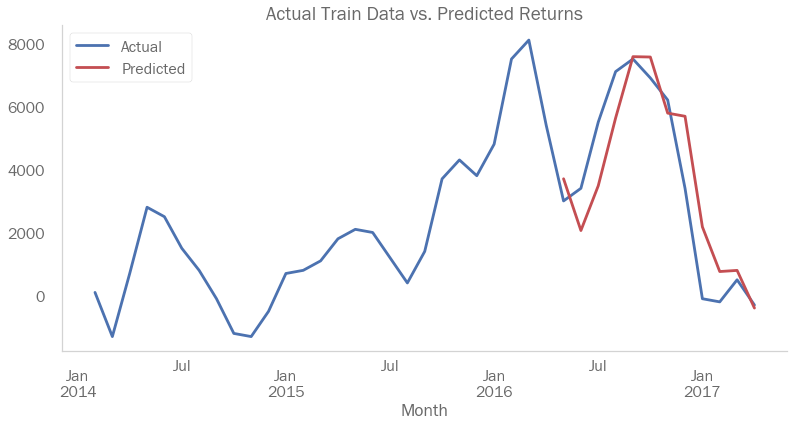 Actual Train Data vs. Predicted Returns
Actual
Predicted
8000
6000
4000
2000
0
Jan
2014
Jul
Jan
2015
Jul
Jan
2016
Jul
Jan
2017
Month